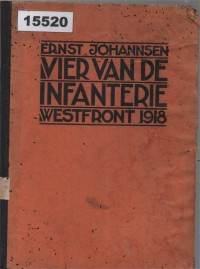 15520
ERNST JOHANNSEN
VIER VAN DE
INFANTERIE
WESTFRONT 1918